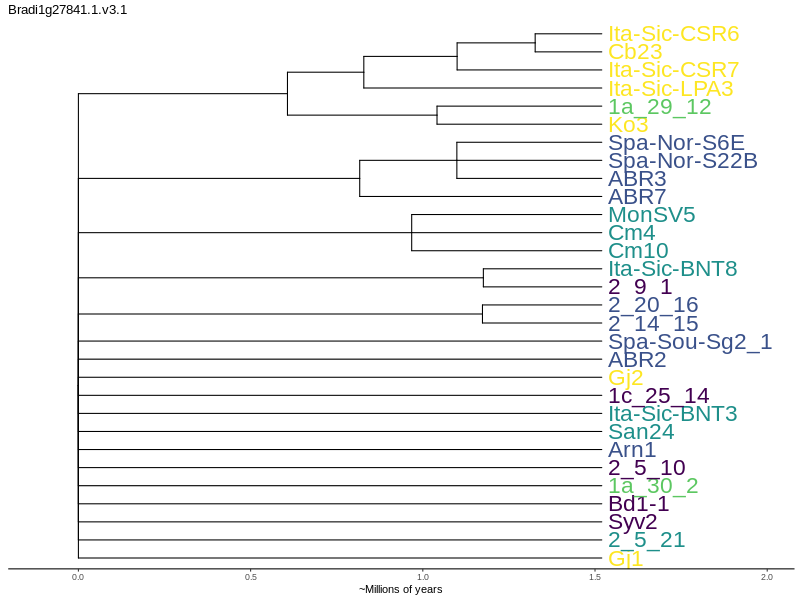 Bradi1g27841.1.v3.1
Ita-Sic-CSR6
Cb23
Ita-Sic-CSR7
Ita-Sic-LPA3
1a_29_12
Ko3
Spa-Nor-S6E
Spa-Nor-S22B
ABR3
ABR7
MonSV5
Cm4
Cm10
Ita-Sic-BNT8
2_9_1
2_20_16
2_14_15
Spa-Sou-Sg2_1
ABR2
Gj2
1c_25_14
Ita-Sic-BNT3
San24
Arn1
2_5_10
1a_30_2
Bd1-1
Syv2
2_5_21
Gj1
0.0 0.5 1.0 1.5 2.0
~Millions of years